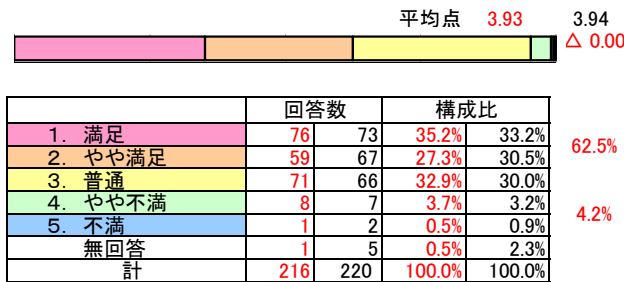 平均点 3.93 3.94
△ 0.00
回答数 構成比
1. 満足 76 73 35.2% 33.2%
62.5%
2. やや満足 59 67 27.3% 30.5%
3. 普通 71 66 32.9% 30.0%
4. やや不満 8 7 3.7% 3.2%
4.2%
5. 不満 1 2 0.5% 0.9%
無回答 1 5 0.5% 2.3%
計 216 220 100.0% 100.0%